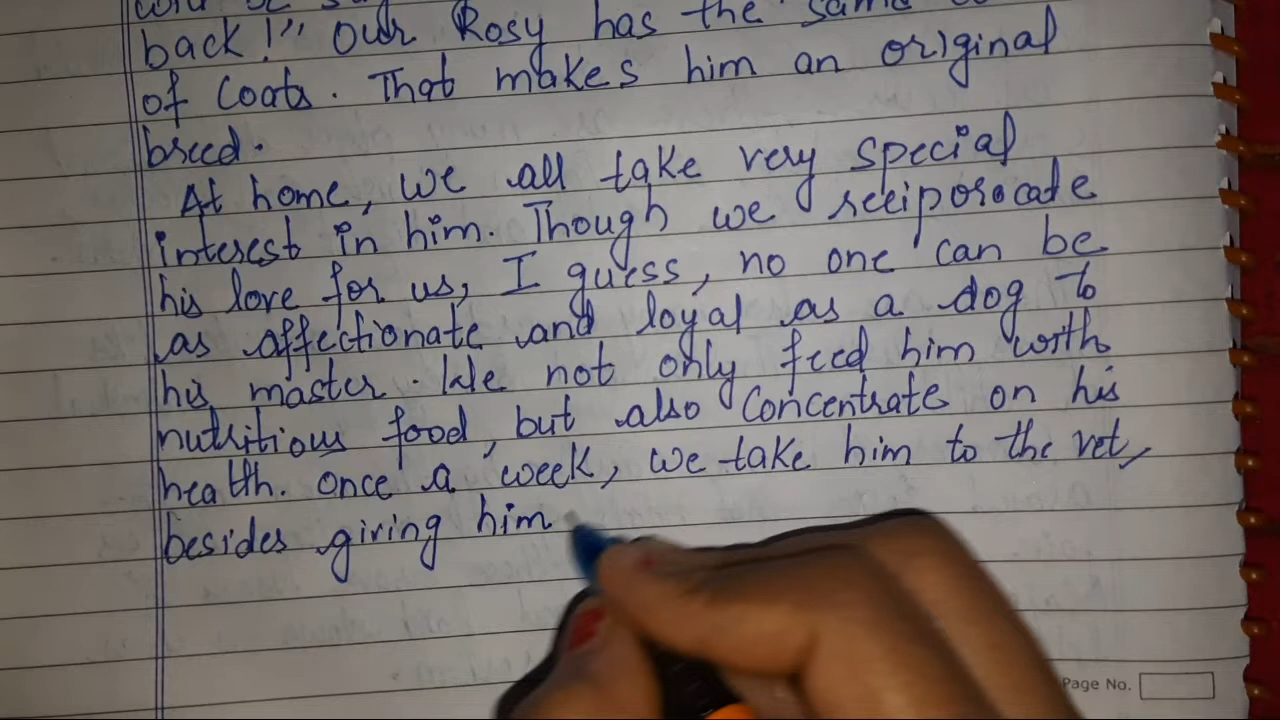 back!" Our Rosy has the same
of Coats. That makes him an original
breed.
At home, we all take very special
interest in him. Though we reciporocate
his love for us, I guess, no one can be
as affectionate and loyal as a dog to
his master. We not only feed him with
nutritious food, but also concentrate on his
health. once a week, we take him to the vet,
besides giving him
Page No.